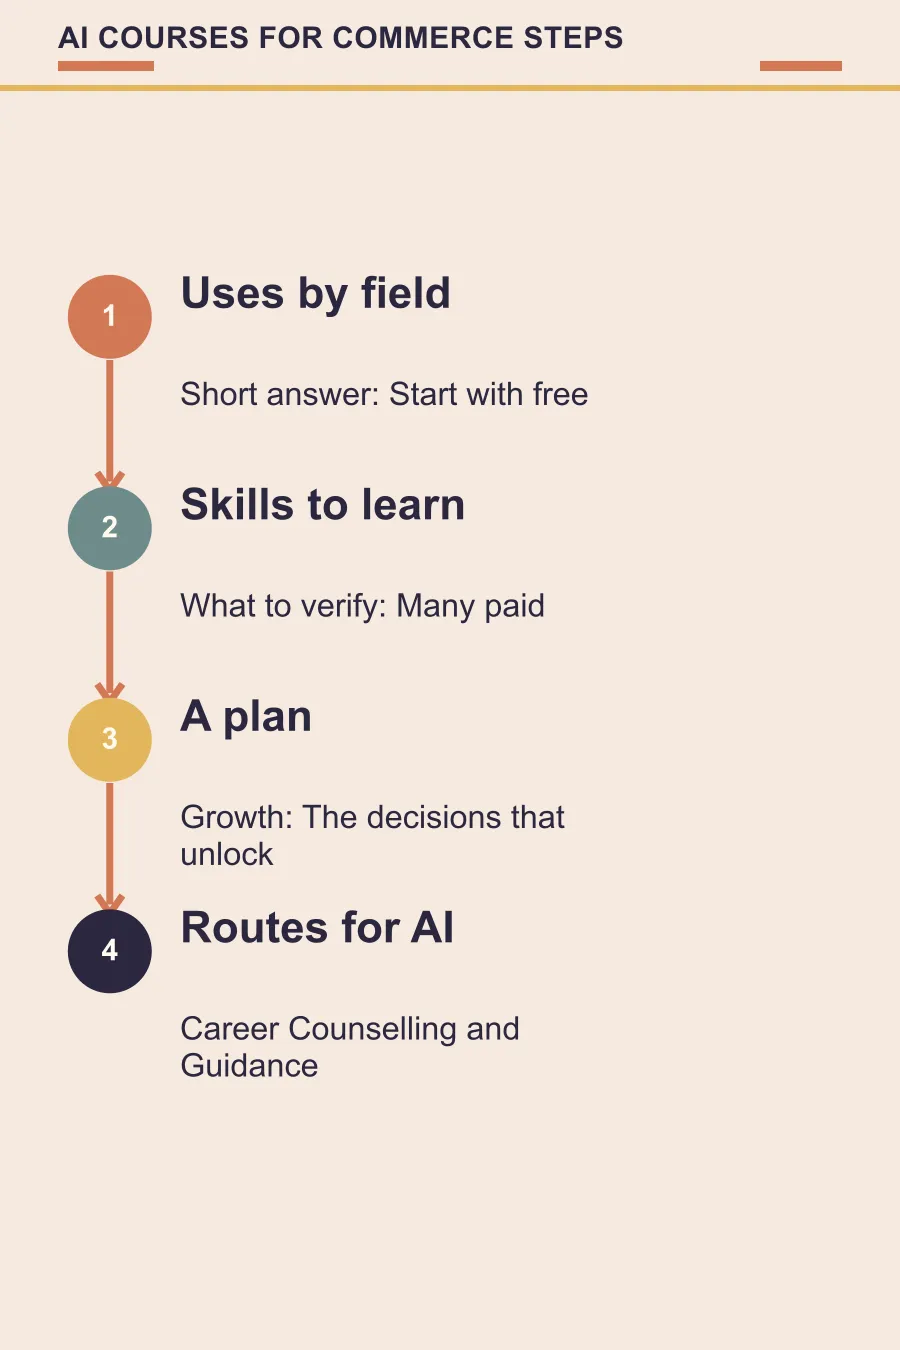 AI COURSES FOR COMMERCE STEPS
1
Uses by field
Short answer: Start with free
2
Skills to learn
What to verify: Many paid
3
A plan
Growth: The decisions that
unlock
4
Routes for AI
Career Counselling and
Guidance